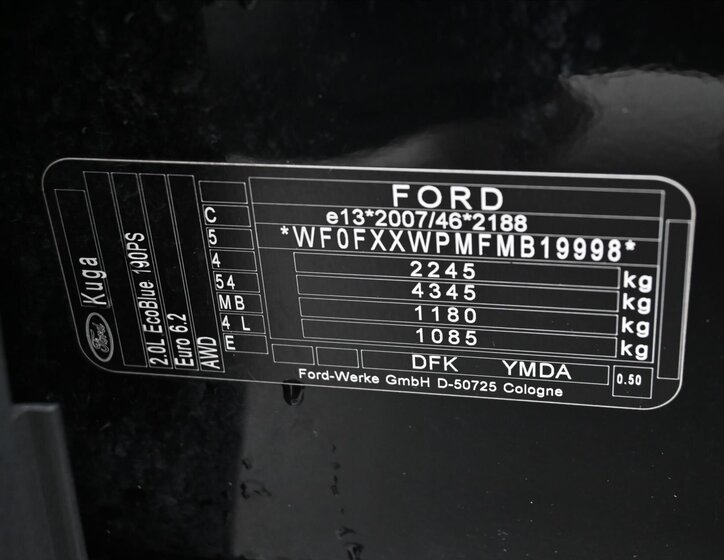 FORD
e13*2007/46*2188
*WF0FXXWPMFMB19998*
2245 kg
4345 kg
1180 kg
1085 kg
DFK YMDA 0.50
Ford-Werke GmbH D-50725 Cologne
C
5
4
54
MB
4 L
E
AWD
Euro 6.2
2.0L EcoBlue 190PS
Kuga
Ford